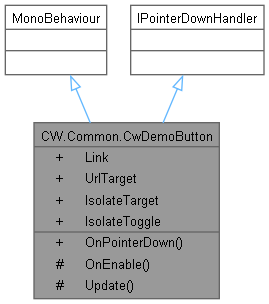 MonoBehaviour
IPointerDownHandler
CW.Common.CwDemoButton
+ Link
+ UrlTarget
+ IsolateTarget
+ IsolateToggle
+ OnPointerDown()
# OnEnable()
# Update()